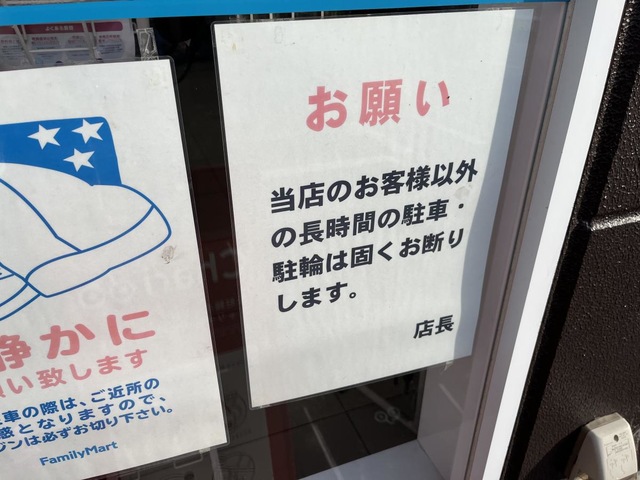 お願い
当店のお客様以外
の長時間の駐車・
駐輪は固くお断り
します。
店長
静かに
い致します
車の際は、ご近所の
惑となりますので、
ジンは必ずお切り下さい。
FamilyMart